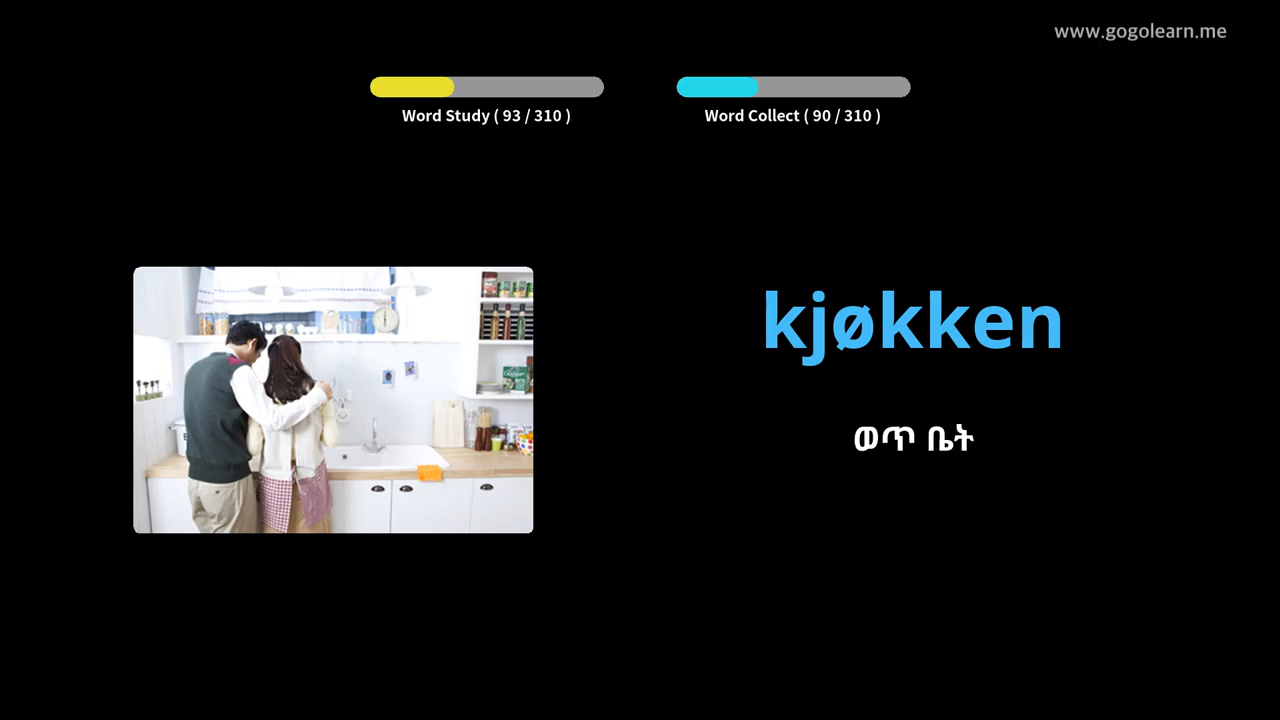 www.gogolearn.me
Word Study ( 93 / 310 )
Word Collect ( 90 / 310 )
kjøkken
ወጥ ቤት